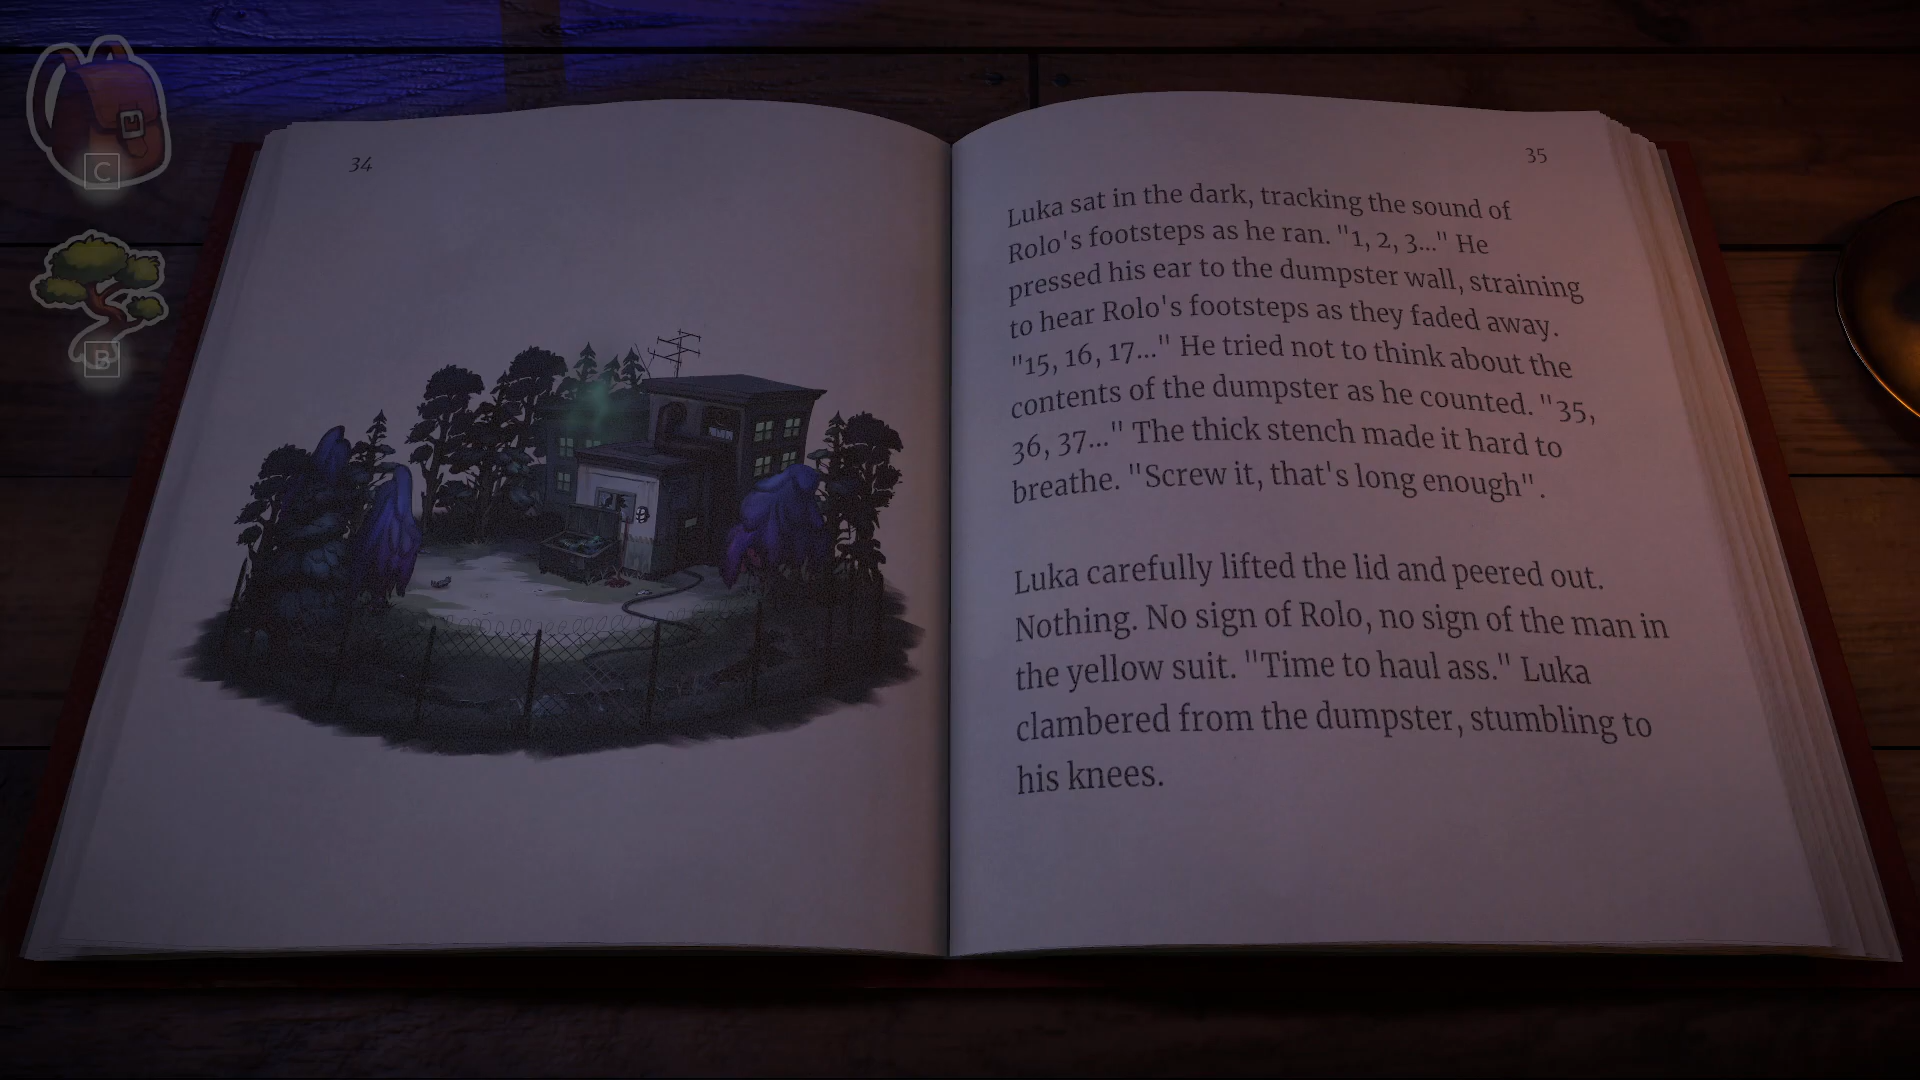 C
B
34
35
Luka sat in the dark, tracking the sound of
Rolo's footsteps as he ran. "1, 2, 3..." He
pressed his ear to the dumpster wall, straining
to hear Rolo's footsteps as they faded away.
"15, 16, 17..." He tried not to think about the
contents of the dumpster as he counted. "35,
36, 37..." The thick stench made it hard to
breathe. "Screw it, that's long enough".
Luka carefully lifted the lid and peered out.
Nothing. No sign of Rolo, no sign of the man in
the yellow suit. "Time to haul ass." Luka
clambered from the dumpster, stumbling to
his knees.